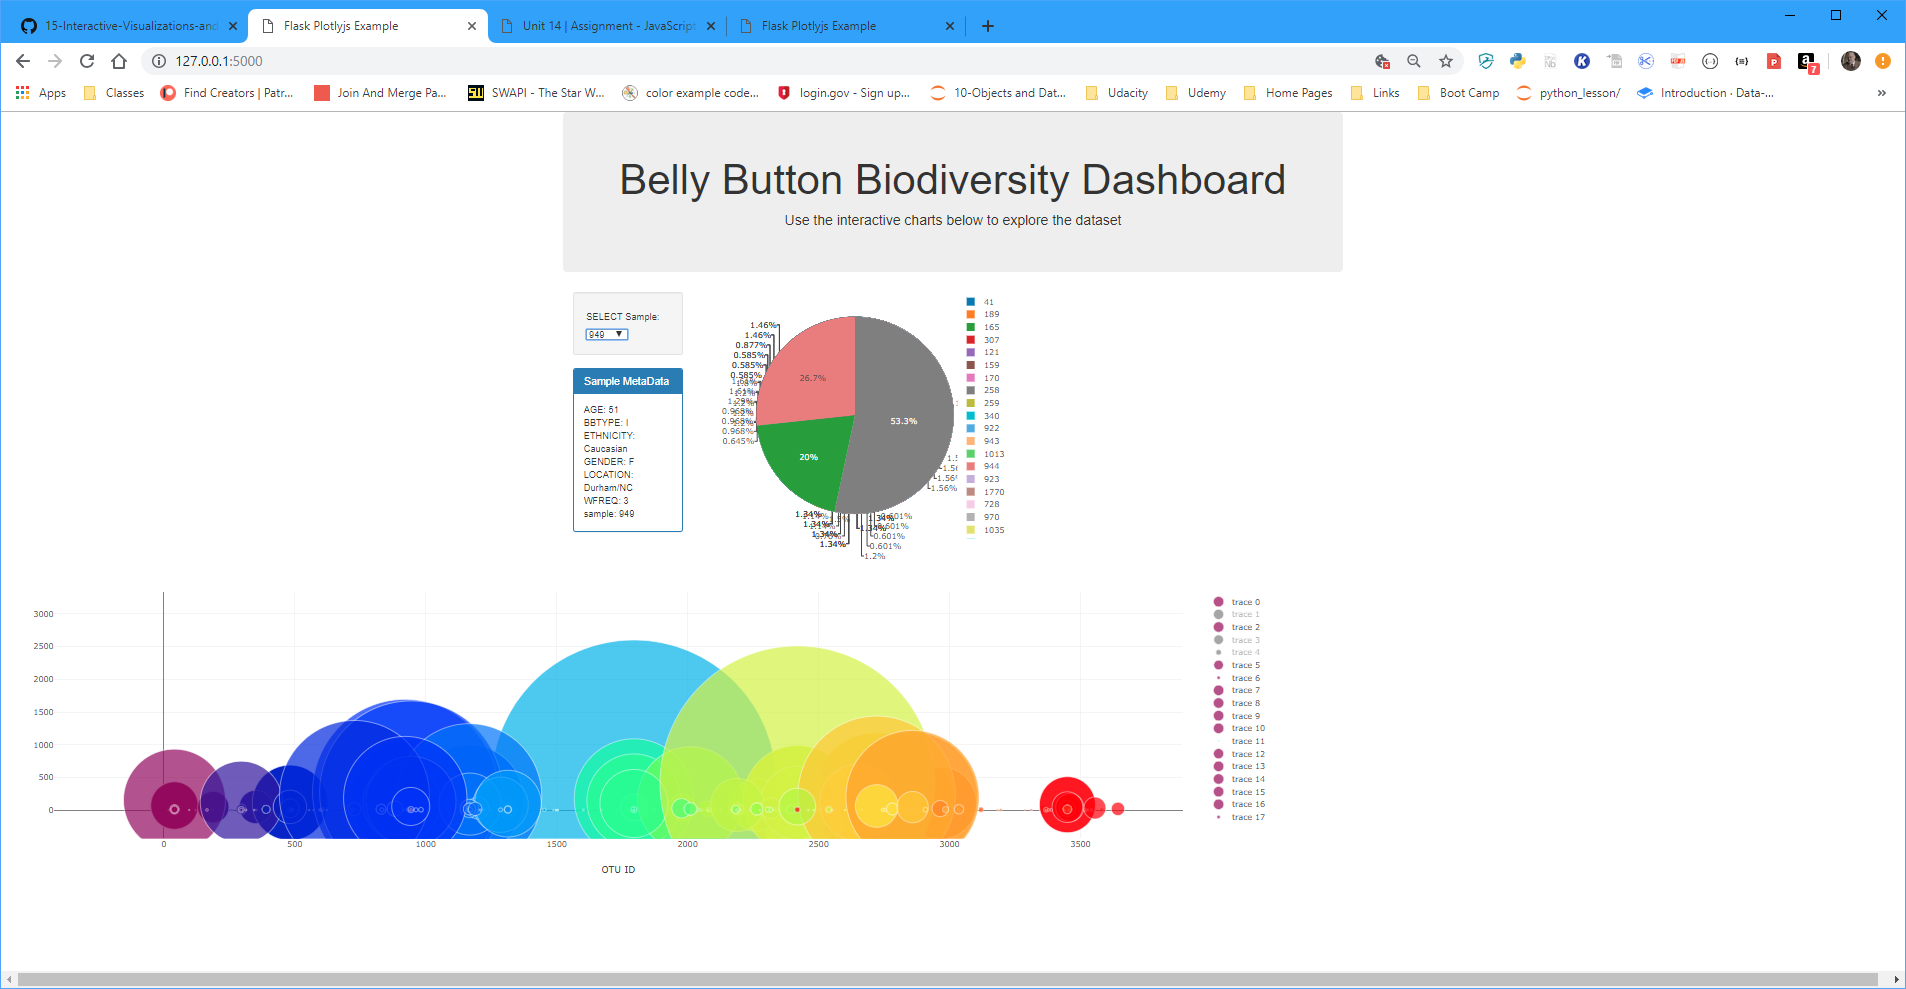 15-Interactive-Visualizations-and
Flask Plotlyjs Example
Unit 14 | Assignment - JavaScript
Flask Plotlyjs Example
127.0.0.1:5000
Apps
Classes
Find Creators | Patr...
Join And Merge Pa...
SWAPI - The Star W...
color example code...
login.gov - Sign up...
10-Objects and Dat...
Udacity
Udemy
Home Pages
Links
Boot Camp
python_lesson/
Introduction · Data-...
Belly Button Biodiversity Dashboard
Use the interactive charts below to explore the dataset
SELECT Sample:
949
Sample MetaData
AGE: 51
BBTYPE: I
ETHNICITY:
Caucasian
GENDER: F
LOCATION:
Durham/NC
WFREQ: 3
sample: 949
1.46%
1.46%
0.877%
0.585%
0.585%
0.585%
0.968%
0.968%
0.968%
0.645%
26.7%
53.3%
20%
1.56%
1.34%
1.34%
1.34%
1.34%
1.34%
1.34%
0.601%
0.601%
0.601%
0.601%
1.2%
41
189
165
307
121
159
170
258
259
340
922
943
1013
944
923
1770
728
970
1035
3000
2500
2000
1500
1000
500
0
0
500
1000
1500
2000
2500
3000
3500
OTU ID
trace 0
trace 1
trace 2
trace 3
trace 4
trace 5
trace 6
trace 7
trace 8
trace 9
trace 10
trace 11
trace 12
trace 13
trace 14
trace 15
trace 16
trace 17